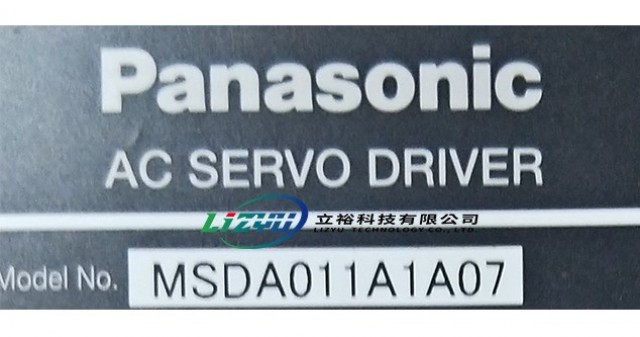 Panasonic
AC SERVO DRIVER
LiZYU 立裕科技有限公司
LIZYU TECHNOLOGY CO., LTD.
Model No. MSDA011A1A07